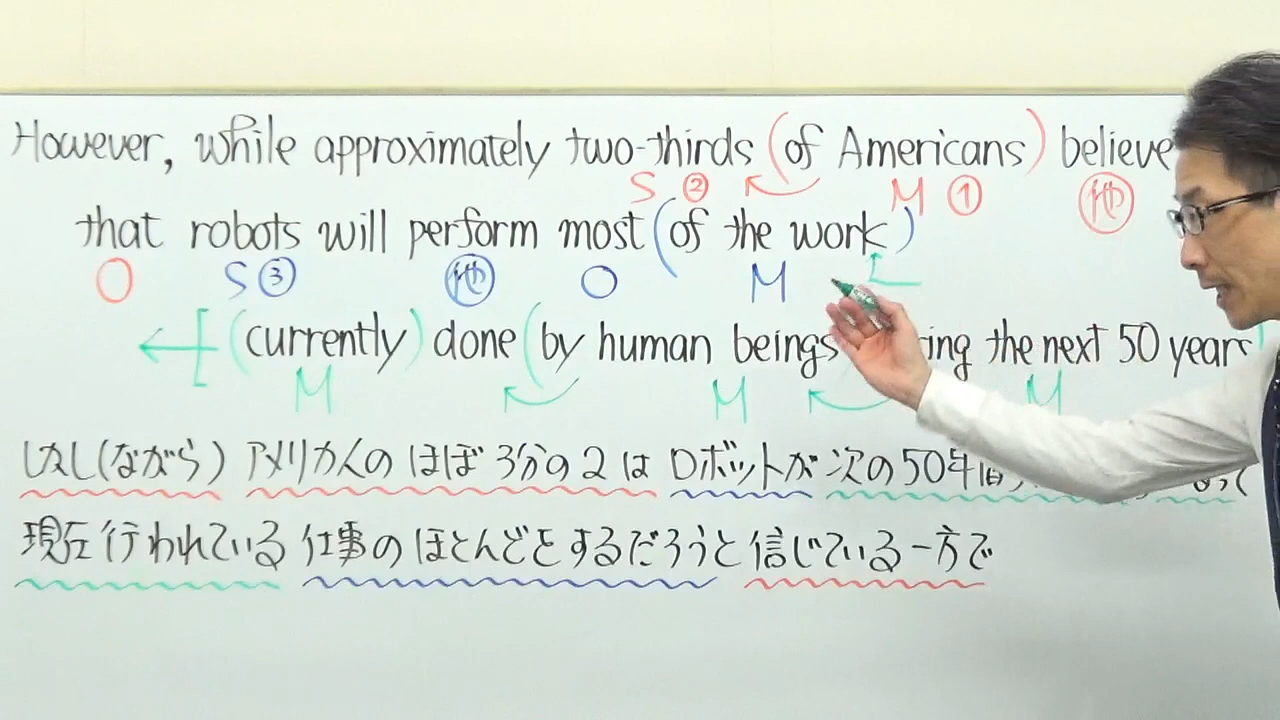 However, while approximately two-thirds (of Americans) believe
S ② M ① 他
that robots will perform most (of the work)
O S ③ 他 O M
[(currently) done (by human beings ing the next 50 years
M M M
しかし(ながら) アメリカ人の ほぼ 3分の2は ロボットが 次の50年間
現在行われている 仕事のほとんどをするだろうと信じている一方で